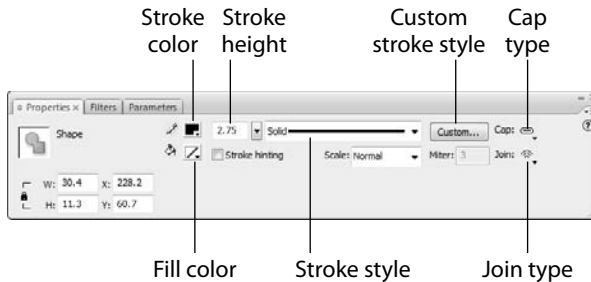 Stroke color
Stroke height
Custom stroke style
Cap type
Properties × Filters Parameters
Shape
2.75 Solid Custom... Cap:
Stroke hinting Scale: Normal Miter: 3 Join:
W: 30.4 X: 228.2
H: 11.3 Y: 60.7
Fill color Stroke style Join type